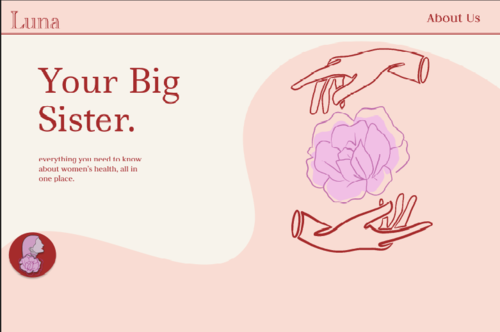 Luna
About Us
Your Big
Sister.
everything you need to know
about women's health, all in
one place.